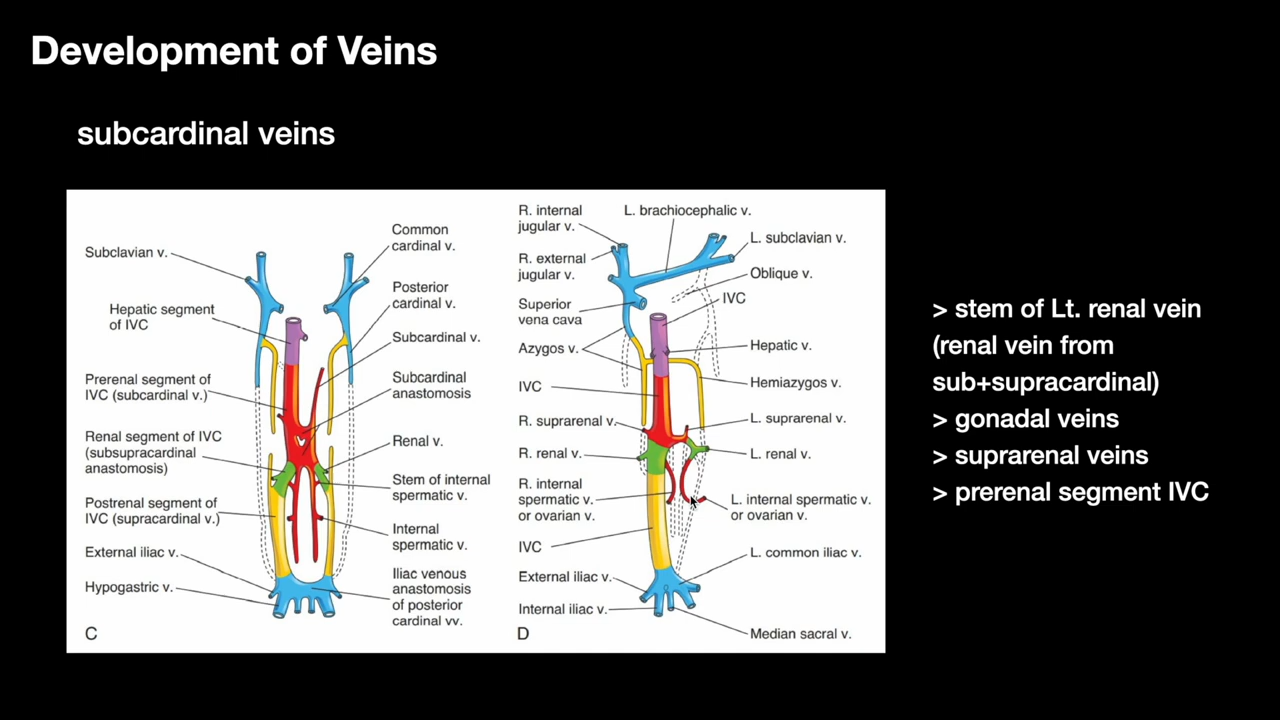 Development of Veins
subcardinal veins
Subclavian v.
Hepatic segment
of IVC
Prerenal segment of
IVC (subcardinal v.)
Renal segment of IVC
(subsupracardinal
anastomosis)
Postrenal segment of
IVC (supracardinal v.)
External iliac v.
Hypogastric v.
C
Common
cardinal v.
Posterior
cardinal v.
Subcardinal v.
Subcardinal
anastomosis
Renal v.
Stem of internal
spermatic v.
Internal
spermatic v.
Iliac venous
anastomosis
of posterior
cardinal vv.
R. internal
jugular v.
R. external
jugular v.
Superior
vena cava
Azygos v.
IVC
R. suprarenal v.
R. renal v.
R. internal
spermatic v.
or ovarian v.
IVC
External iliac v.
Internal iliac v.
D
L. brachiocephalic v.
L. subclavian v.
Oblique v.
IVC
Hepatic v.
Hemiazygos v.
L. suprarenal v.
L. renal v.
L. internal spermatic v.
or ovarian v.
L. common iliac v.
Median sacral v.
> stem of Lt. renal vein
(renal vein from
sub+supracardinal)
> gonadal veins
> suprarenal veins
> prerenal segment IVC